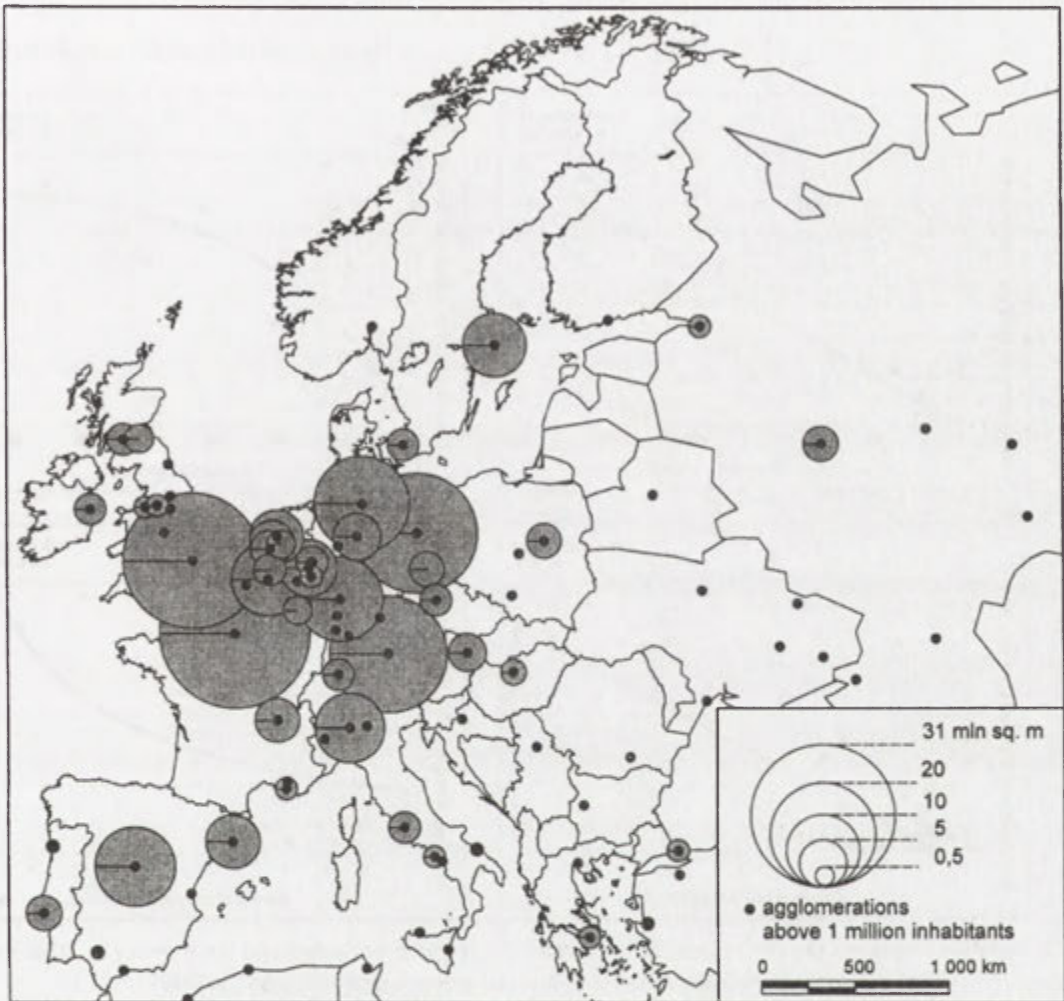 31 mln sq. m
20
10
5
0,5
agglomerations
above 1 million inhabitants
0 500 1 000 km